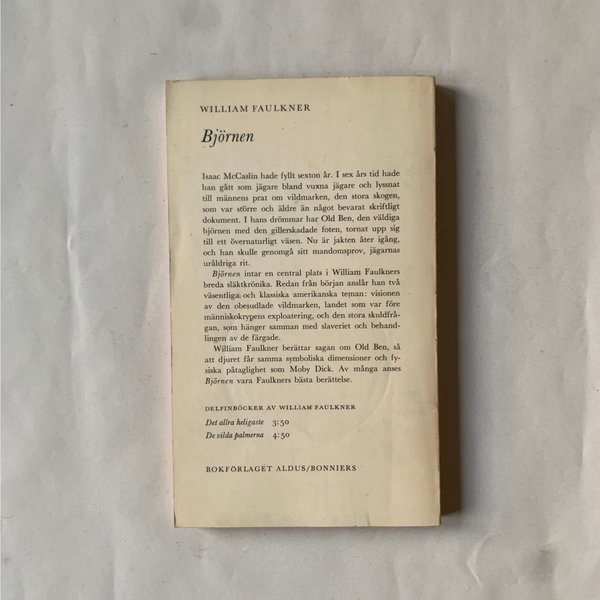 WILLIAM FAULKNER
Björnen
Isaac McCaslin hade fyllt sexton år. I sex års tid hade
han gått som jägare bland vuxna jägare och lyssnat
till männens prat om vildmarken, den stora skogen,
som var större och äldre än något bevarat skriftligt
dokument. I hans drömmar har Old Ben, den väldiga
björnen med den gillerskadade foten, tornat upp sig
till ett övernaturligt väsen. Nu är jakten åter igång,
och han skulle genomgå sitt mandomsprov, jägarnas
uråldriga rit.
Björnen intar en central plats i William Faulkners
breda släktkrönika. Redan från början anslår han två
väsentliga och klassiska amerikanska teman: visionen
av den obesudlade vildmarken, landet som var före
människokrypens exploatering, och den stora skuldfrå-
gan, som hänger samman med slaveriet och behand-
lingen av de färgade.
William Faulkner berättar sagan om Old Ben, så
att djuret får samma symboliska dimensioner och fy-
siska påtaglighet som Moby Dick. Av många anses
Björnen vara Faulkners bästa berättelse.
DELFINBÖCKER AV WILLIAM FAULKNER
Det allra heligaste 3:50
De vilda palmerna 4:50
BOKFÖRLAGET ALDUS/BONNIERS